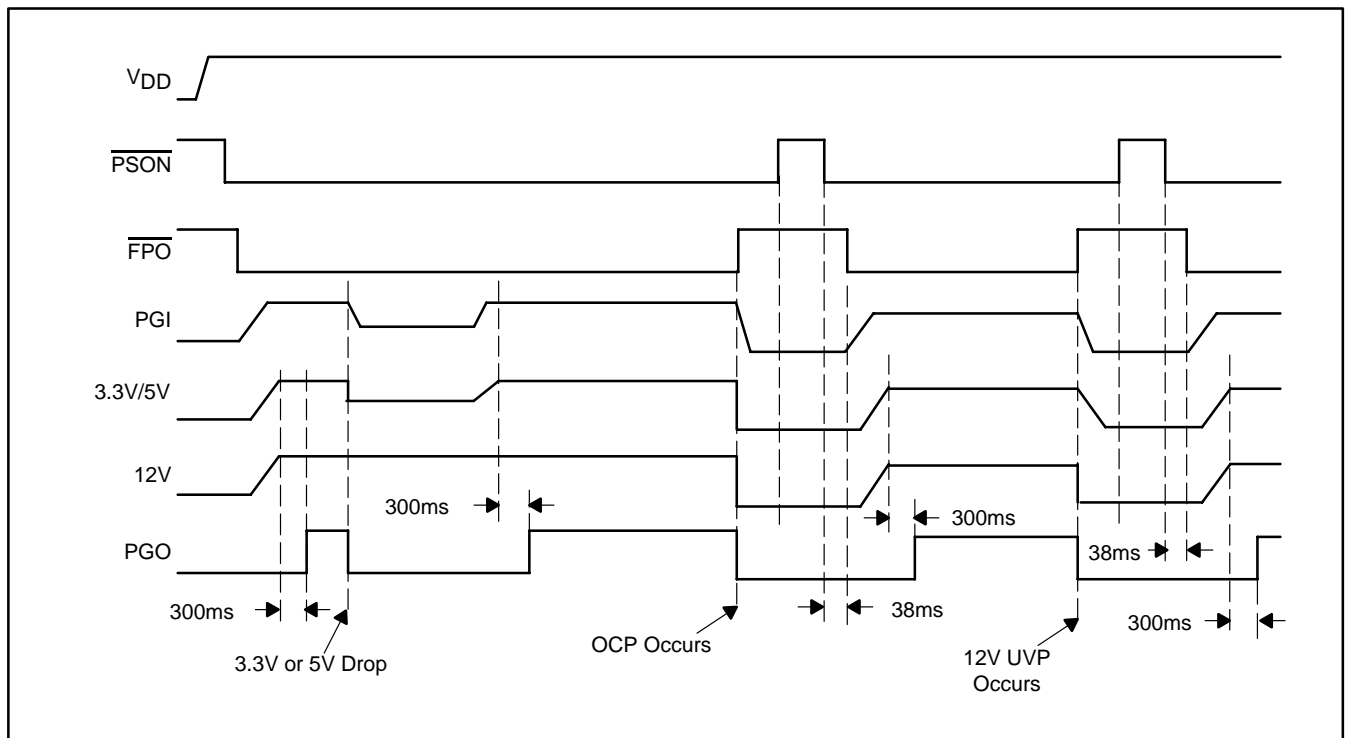 VDD
PSON
FPO
PGI
3.3V/5V
12V
300ms
300ms
PGO
38ms
300ms
38ms
300ms
3.3V or 5V Drop
OCP Occurs
12V UVP
Occurs